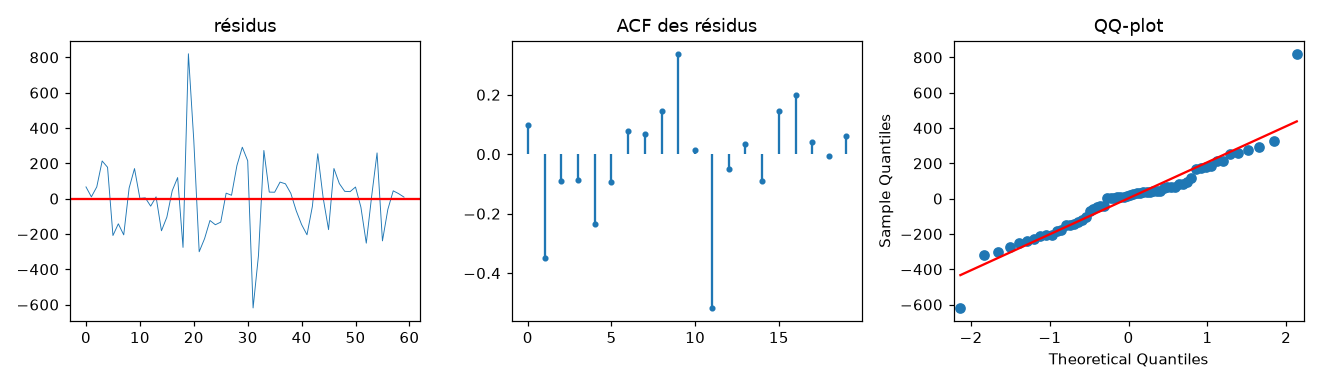 résidus
800
600
400
200
0
−200
−400
−600
0 10 20 30 40 50 60
ACF des résidus
0.2
0.0
−0.2
−0.4
0 5 10 15
QQ-plot
Sample Quantiles
800
600
400
200
0
−200
−400
−600
−2 −1 0 1 2
Theoretical Quantiles